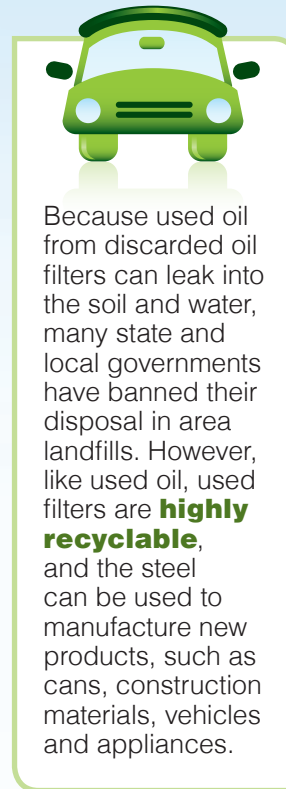 Because used oil
from discarded oil
filters can leak into
the soil and water,
many state and
local governments
have banned their
disposal in area
landfills. However,
like used oil, used
filters are highly
recyclable,
and the steel
can be used to
manufacture new
products, such as
cans, construction
materials, vehicles
and appliances.